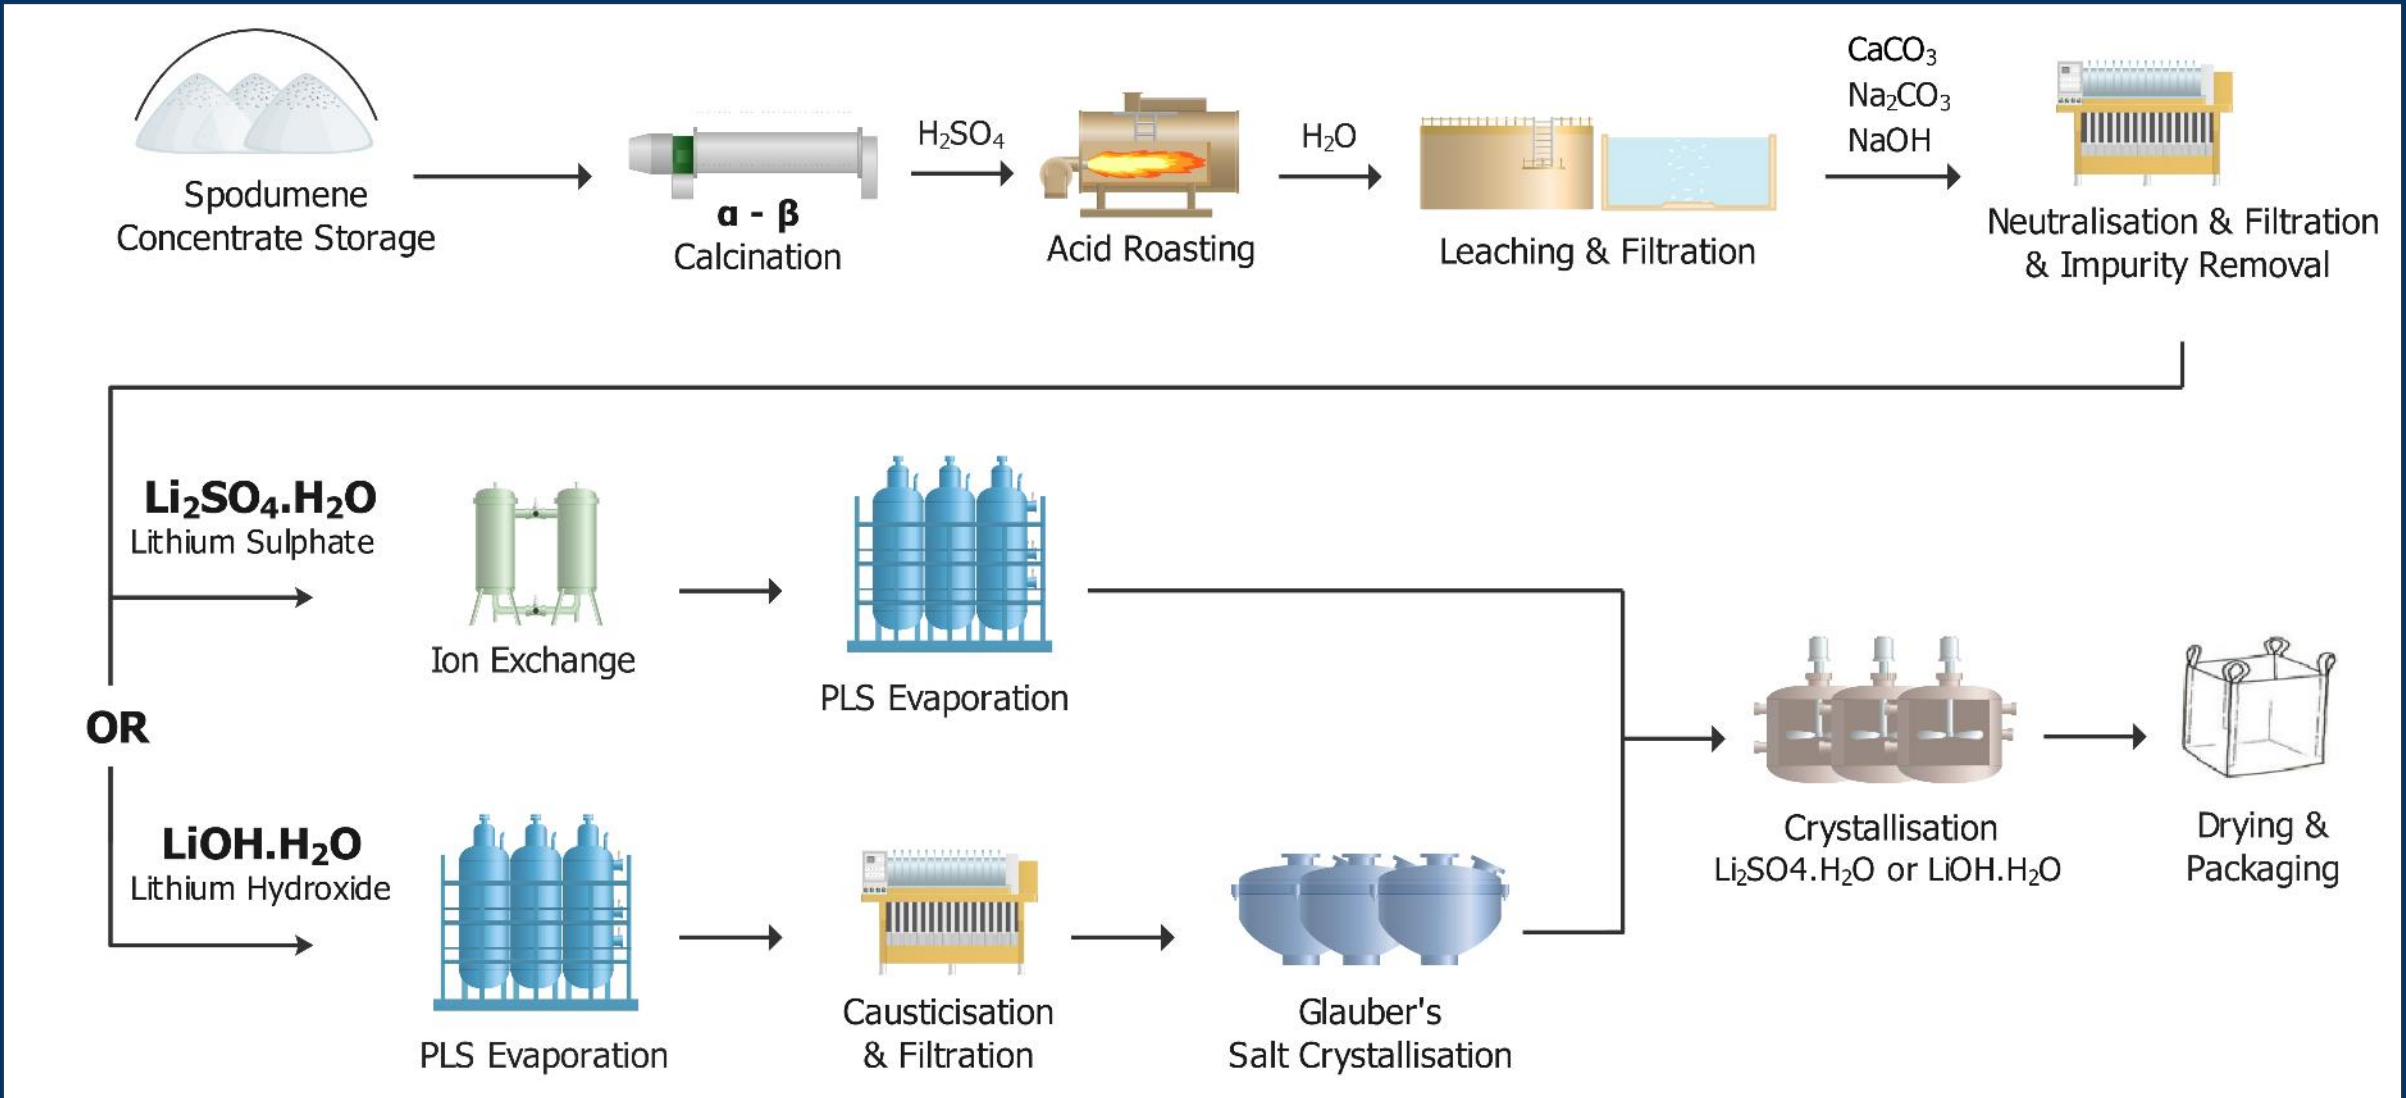 Spodumene
Concentrate Storage
α - β
Calcination
H₂SO₄
Acid Roasting
H₂O
Leaching & Filtration
CaCO₃
Na₂CO₃
NaOH
Neutralisation & Filtration
& Impurity Removal
Li₂SO₄.H₂O
Lithium Sulphate
Ion Exchange
PLS Evaporation
OR
LiOH.H₂O
Lithium Hydroxide
PLS Evaporation
Causticisation
& Filtration
Glauber's
Salt Crystallisation
Crystallisation
Li₂SO4.H₂O or LiOH.H₂O
Drying &
Packaging